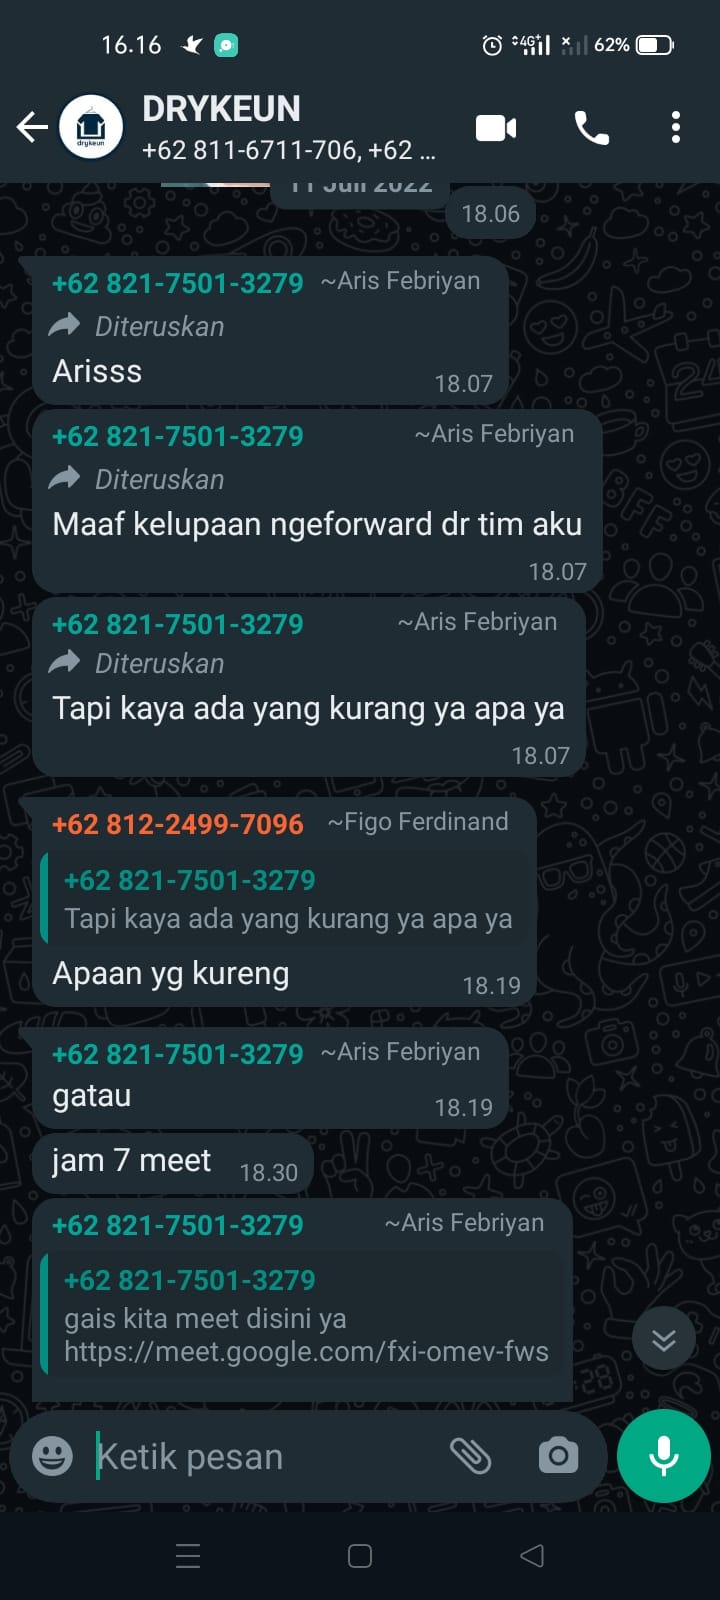 16.16 4G+ 62%
DRYKEUN
drykeun
+62 811-6711-706, +62 ...
11 Juli 2022
18.06
+62 821-7501-3279 ~Aris Febriyan
Diteruskan
Arisss 18.07
+62 821-7501-3279 ~Aris Febriyan
Diteruskan
Maaf kelupaan ngeforward dr tim aku
18.07
+62 821-7501-3279 ~Aris Febriyan
Diteruskan
Tapi kaya ada yang kurang ya apa ya
18.07
+62 812-2499-7096 ~Figo Ferdinand
+62 821-7501-3279
Tapi kaya ada yang kurang ya apa ya
Apaan yg kureng 18.19
+62 821-7501-3279 ~Aris Febriyan
gatau 18.19
jam 7 meet 18.30
+62 821-7501-3279 ~Aris Febriyan
+62 821-7501-3279
gais kita meet disini ya
https://meet.google.com/fxi-omev-fws
Ketik pesan